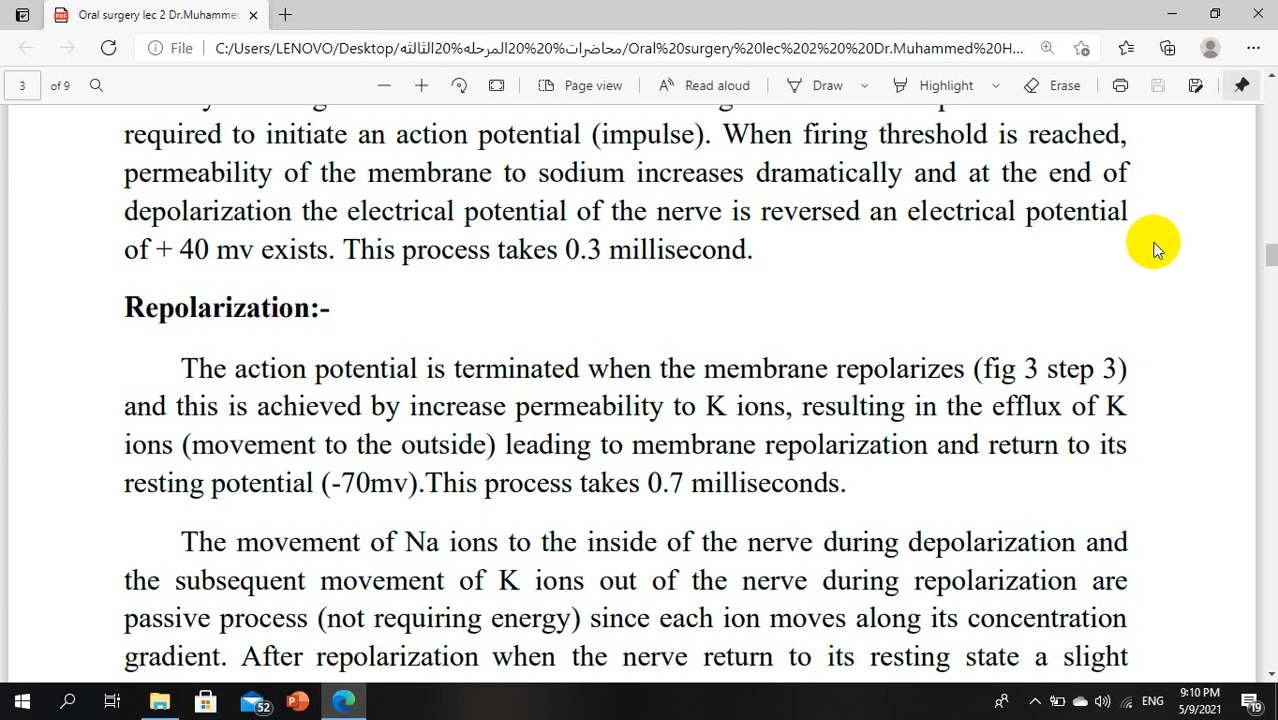 Oral surgery lec 2 Dr.Muhammed
File
C:/Users/LENOVO/Desktop/محاضرات%20%20المرحله%20الثالثه/Oral%20surgery%20lec%202%20%20Dr.Muhammed%20H...
3 of 9
Page view
Read aloud
Draw
Highlight
Erase
required to initiate an action potential (impulse). When firing threshold is reached,
permeability of the membrane to sodium increases dramatically and at the end of
depolarization the electrical potential of the nerve is reversed an electrical potential
of + 40 mv exists. This process takes 0.3 millisecond.
Repolarization:-
The action potential is terminated when the membrane repolarizes (fig 3 step 3)
and this is achieved by increase permeability to K ions, resulting in the efflux of K
ions (movement to the outside) leading to membrane repolarization and return to its
resting potential (-70mv).This process takes 0.7 milliseconds.
The movement of Na ions to the inside of the nerve during depolarization and
the subsequent movement of K ions out of the nerve during repolarization are
passive process (not requiring energy) since each ion moves along its concentration
gradient. After repolarization when the nerve return to its resting state a slight
52
ENG
9:10 PM
5/9/2021
19